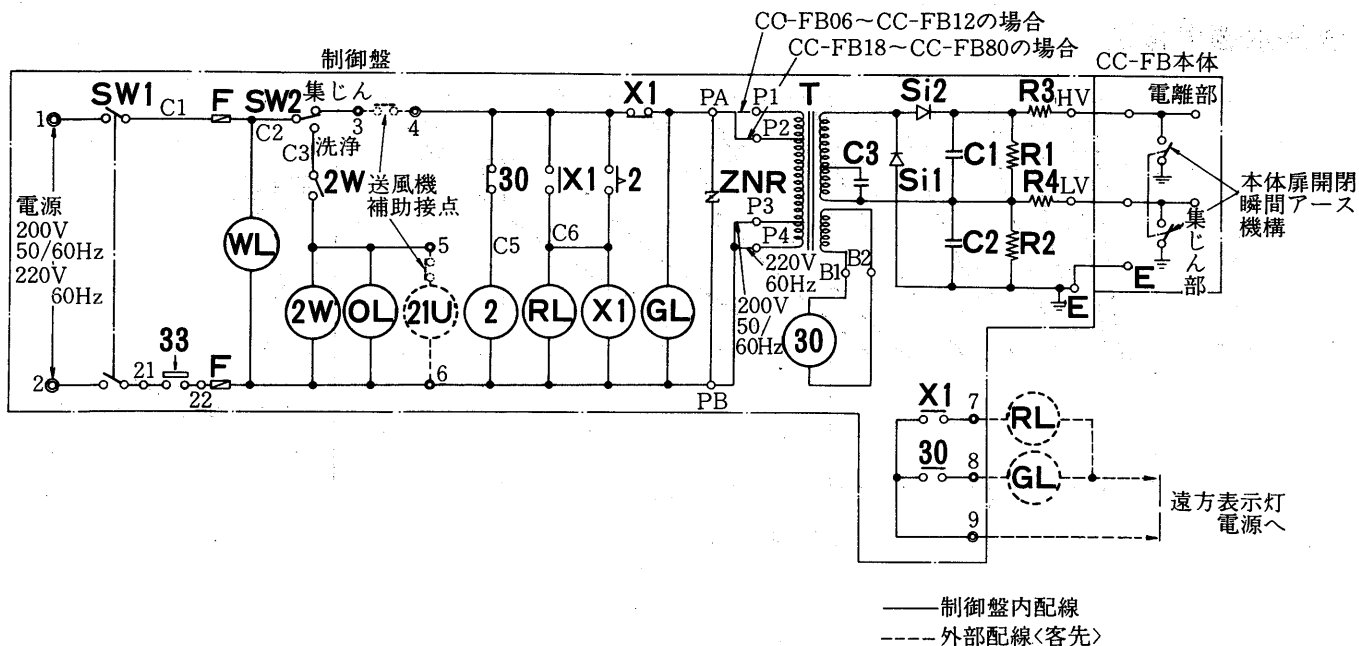 CC-FB06～CC-FB12の場合
CC-FB18～CC-FB80の場合
制御盤
CC-FB本体
SW1
C1
F
SW2
集じん
C2
C3
洗浄
3
4
X1
PA
P1
P2
T
Si2
R3
HV
電離部
1
2W
送風機
補助接点
30
X1
2
ZNR
C3
Si1
C1
R1
R4
LV
本体扉開閉
瞬間アース
機構
電源
200V
50/60Hz
220V
60Hz
WL
5
C5
C6
P3
P4
220V
60Hz
B1
B2
C2
R2
集じん部
E
E
2W
OL
21U
2
RL
X1
GL
200V
50/
60Hz
30
33
F
2
21
22
6
PB
X1
7
RL
30
8
GL
9
遠方表示灯
電源へ
制御盤内配線
外部配線<客先>